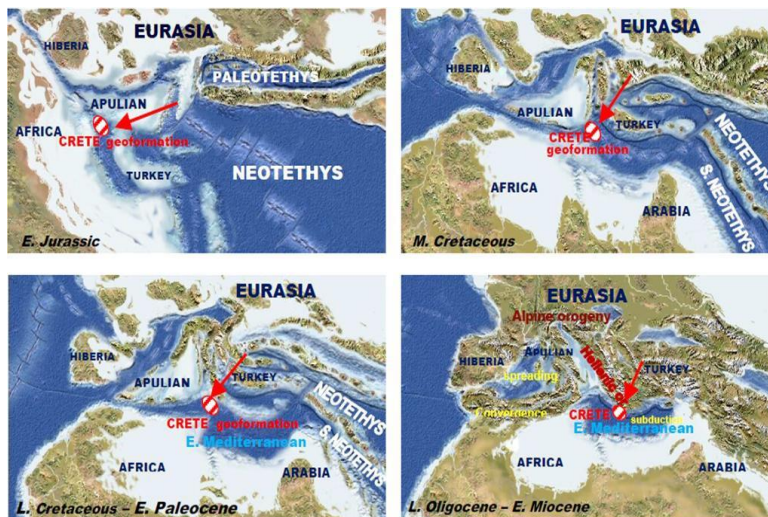 EURASIA
HIBERIA
PALEOTETHYS
APULIAN
AFRICA
CRETE geoformation
TURKEY
NEOTETHYS
E. Jurassic
EURASIA
HIBERIA
APULIAN
TURKEY
CRETE
geoformation
NEOTETHYS
S. NEOTETHYS
AFRICA
ARABIA
M. Cretaceous
EURASIA
HIBERIA
APULIAN
TURKEY
NEOTETHYS
S. NEOTETHYS
CRETE geoformation
E. Mediterranean
AFRICA
ARABIA
L. Cretaceous – E. Paleocene
EURASIA
Alpine orogeny
HIBERIA
APULIAN
Spreading
Hellenic
TURKEY
Convergence
CRETE
subduction
E. Mediterranean
AFRICA
ARABIA
L. Oligocene – E. Miocene